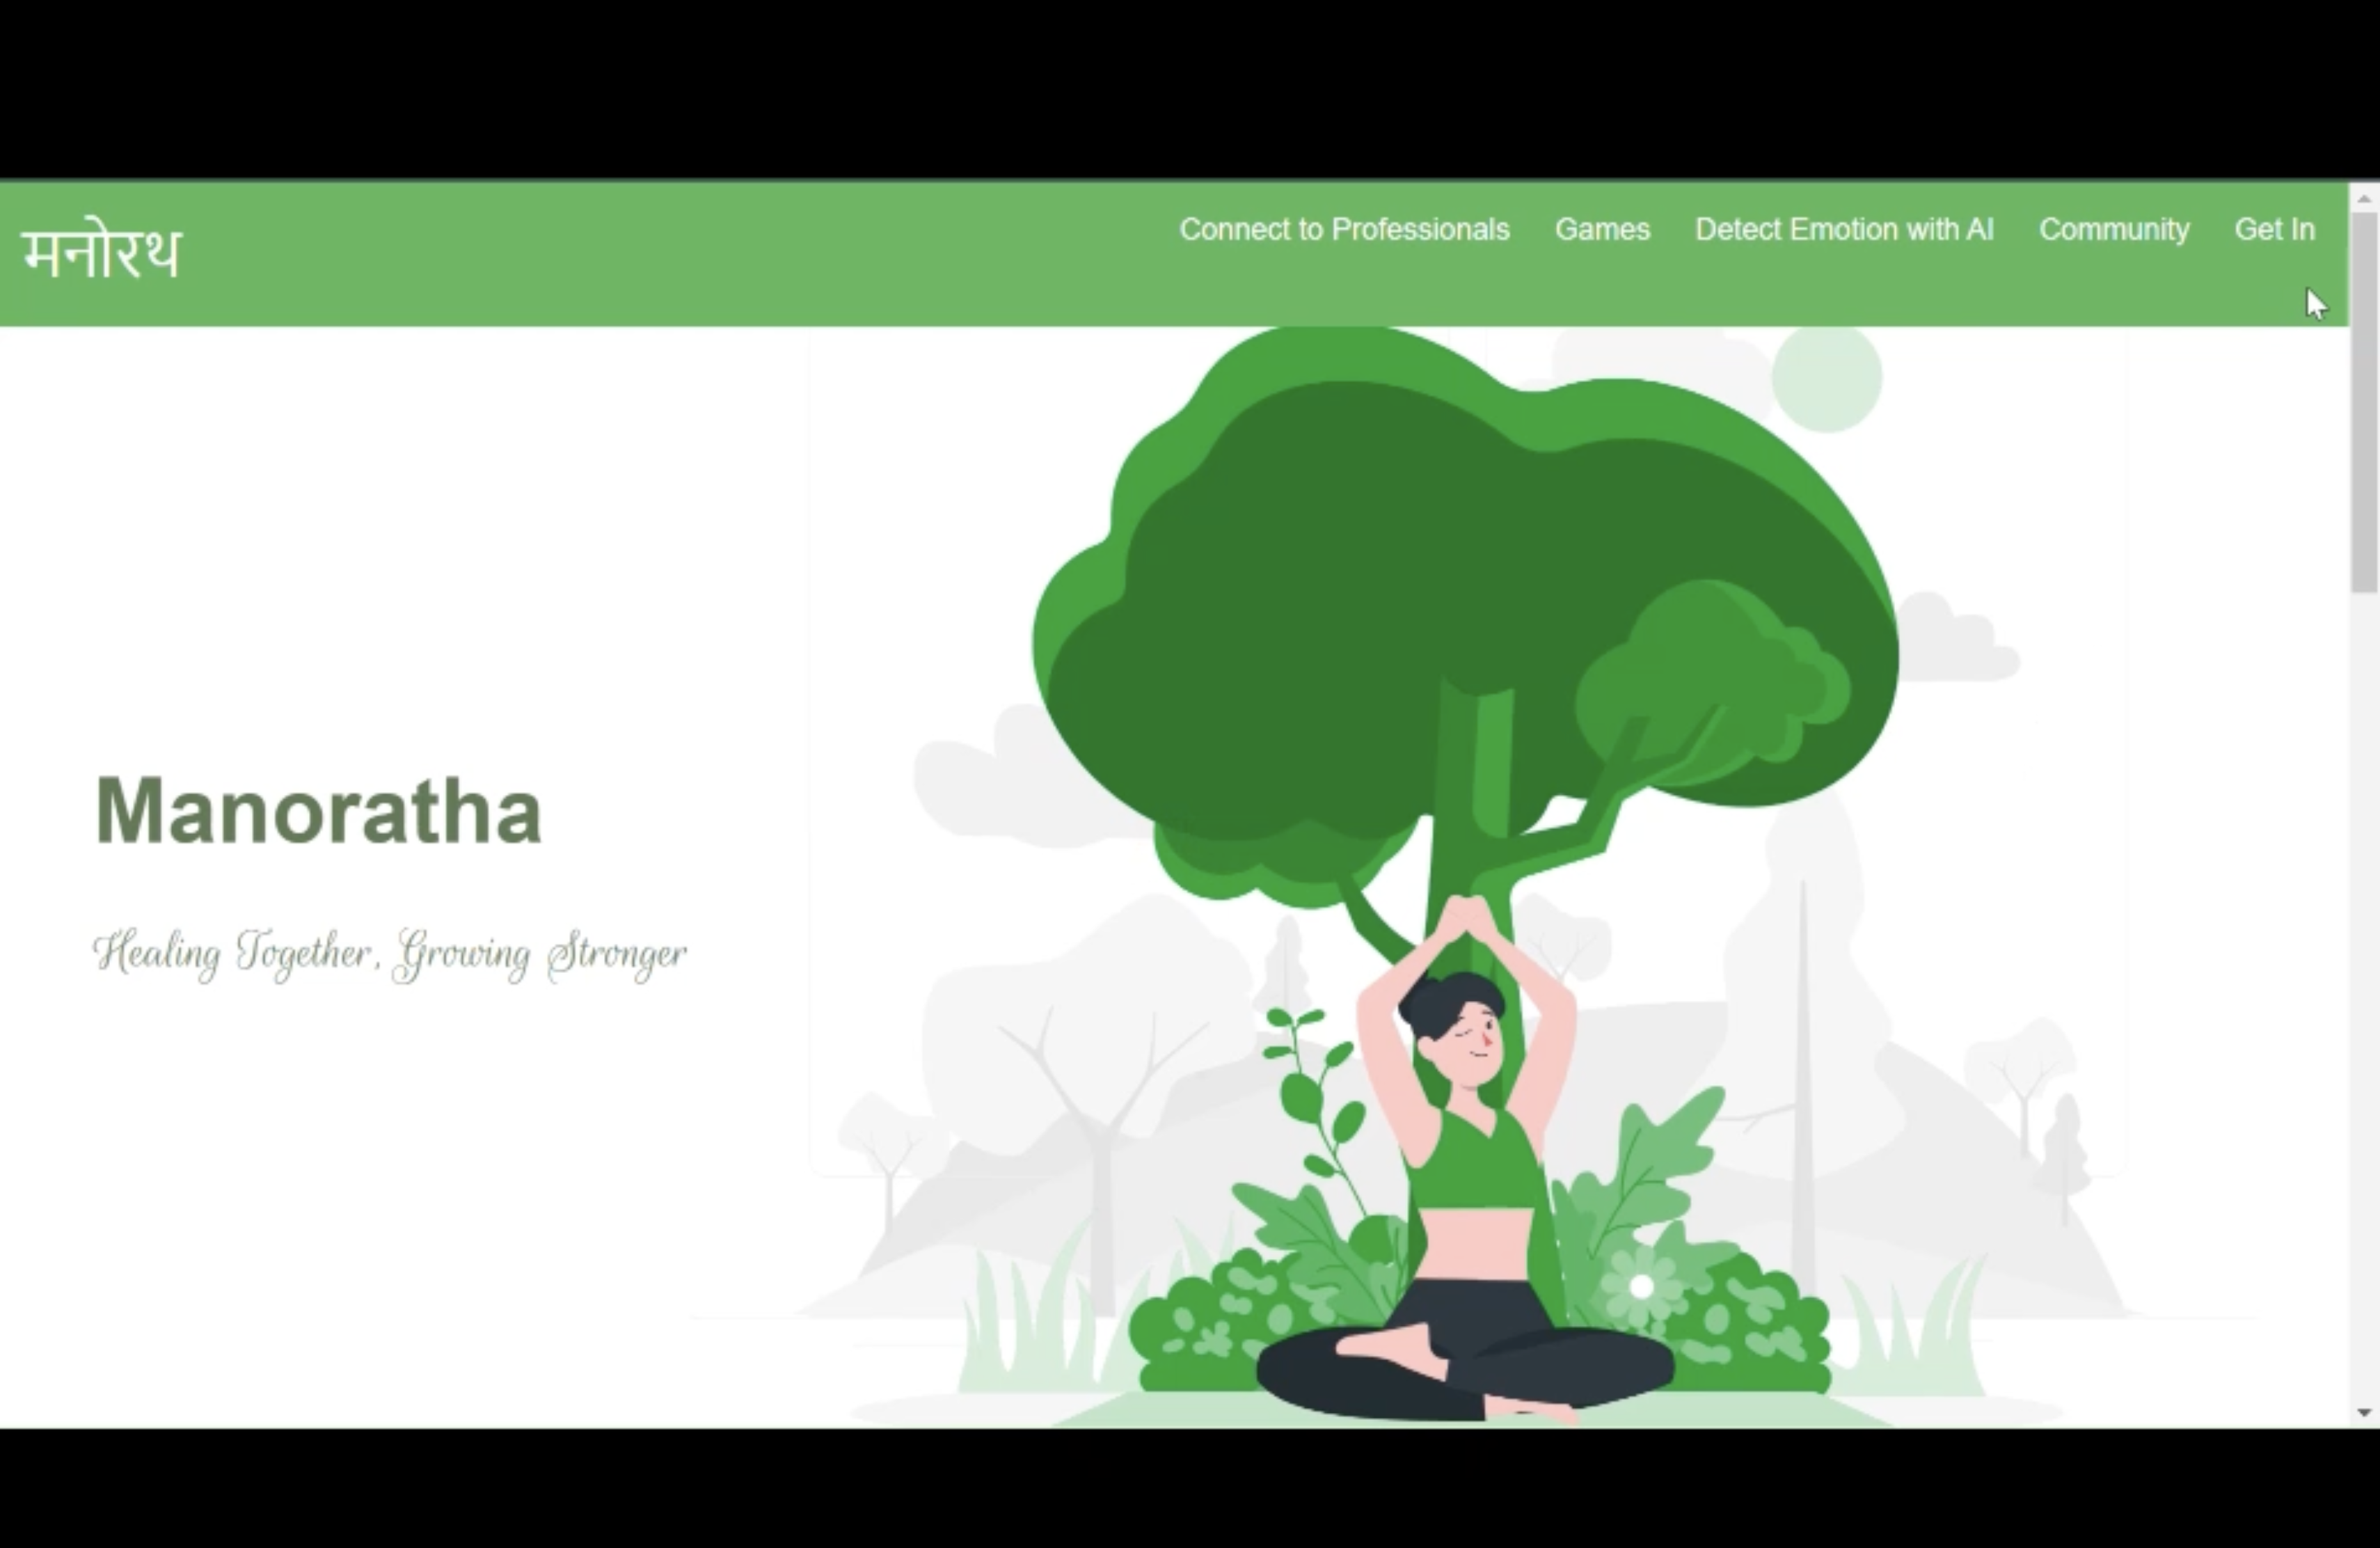 मनोरथ
Connect to Professionals Games Detect Emotion with AI Community Get In
Manoratha
Healing Together, Growing Stronger